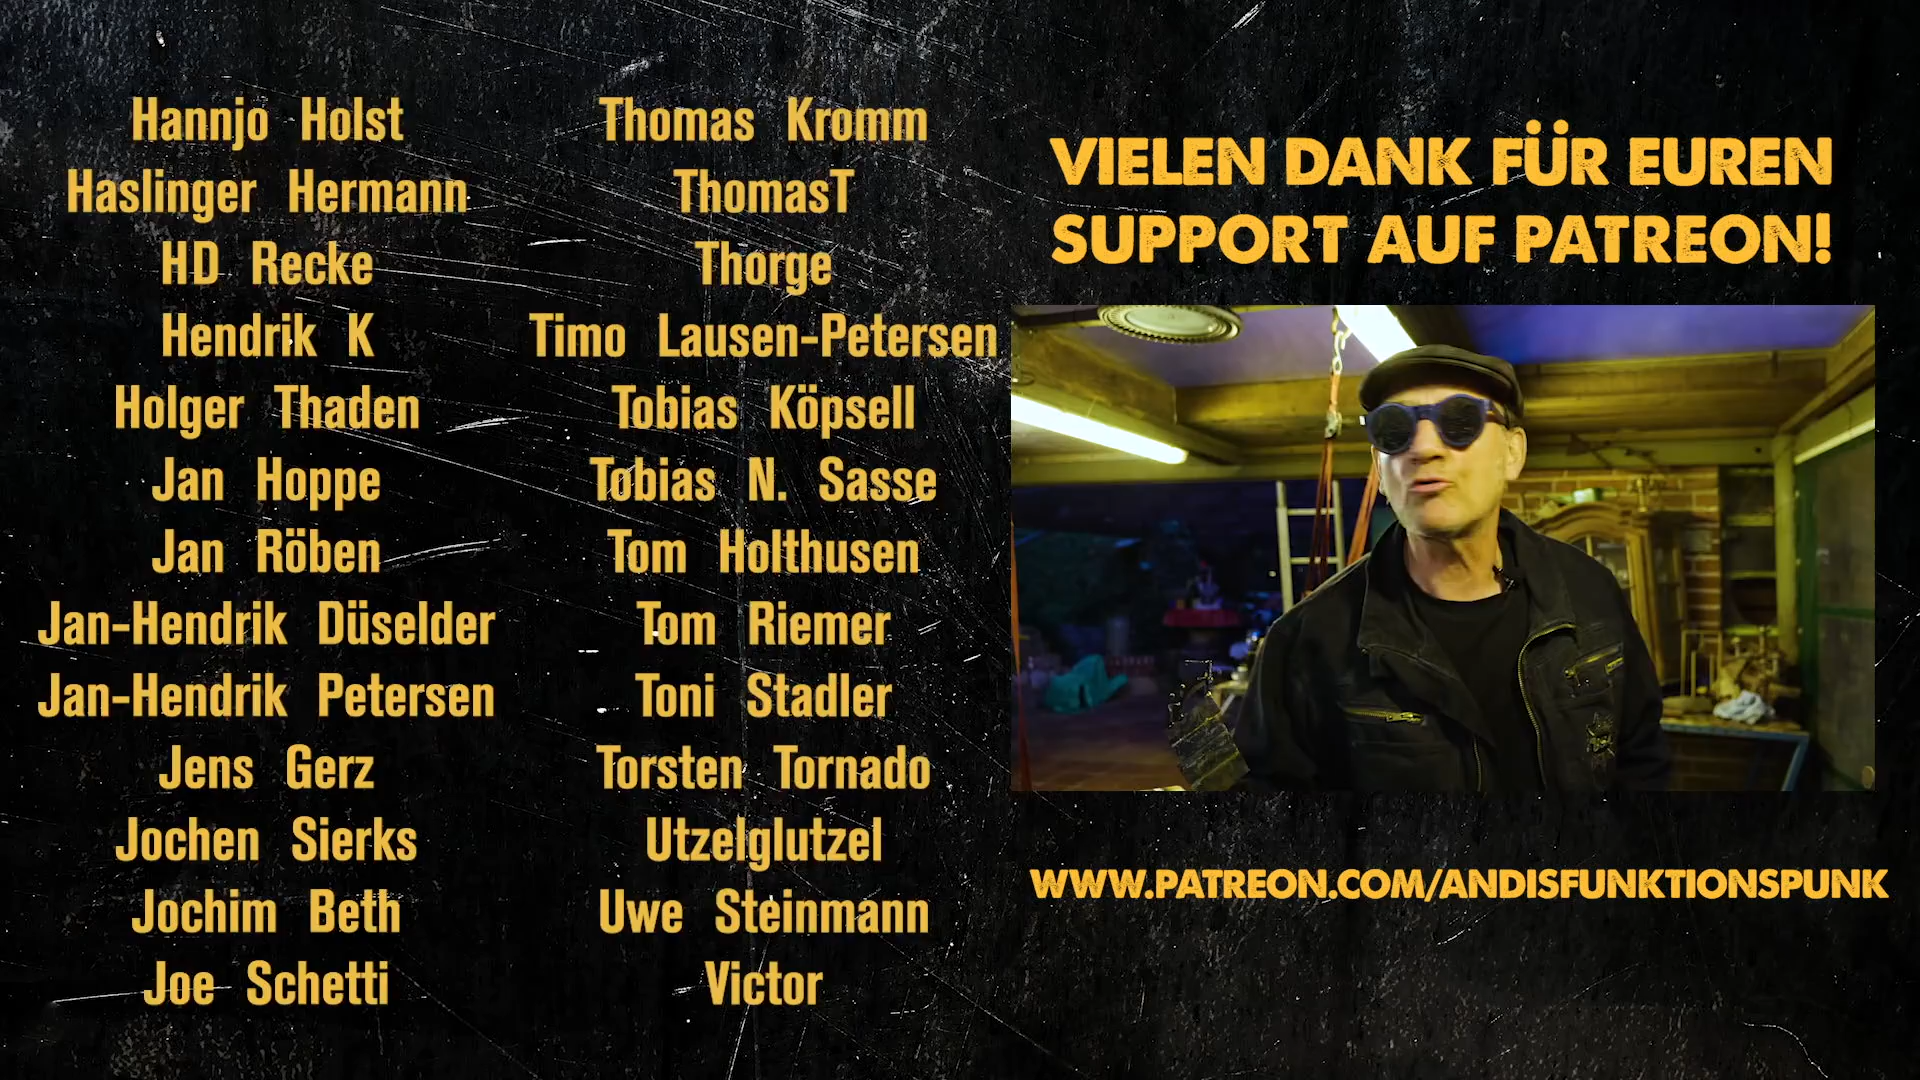 Hannjo Holst
Haslinger Hermann
HD Recke
Hendrik K
Holger Thaden
Jan Hoppe
Jan Röben
Jan-Hendrik Düselder
Jan-Hendrik Petersen
Jens Gerz
Jochen Sierks
Jochim Beth
Joe Schetti
Thomas Kromm
ThomasT
Thorge
Timo Lausen-Petersen
Tobias Köpsell
Tobias N. Sasse
Tom Holthusen
Tom Riemer
Toni Stadler
Torsten Tornado
Utzelglutzel
Uwe Steinmann
Victor
VIELEN DANK FÜR EUREN
SUPPORT AUF PATREON!
WWW.PATREON.COM/ANDISFUNKTIONSPUNK